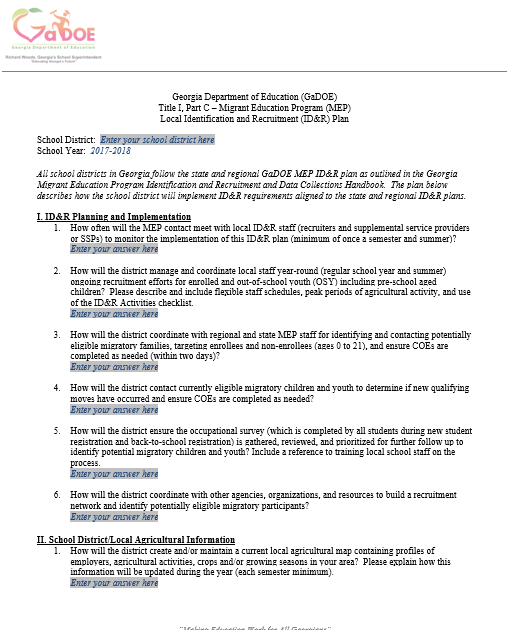 GaDOE
Georgia Department of Education
Richard Woods, Georgia's School Superintendent
"Educating Georgia's Future"
Georgia Department of Education (GaDOE)
Title I, Part C – Migrant Education Program (MEP)
Local Identification and Recruitment (ID&R) Plan
School District: Enter your school district here
School Year: 2017-2018
All school districts in Georgia follow the state and regional GaDOE MEP ID&R plan as outlined in the Georgia
Migrant Education Program Identification and Recruitment and Data Collections Handbook. The plan below
describes how the school district will implement ID&R requirements aligned to the state and regional ID&R plans.
I. ID&R Planning and Implementation
1. How often will the MEP contact meet with local ID&R staff (recruiters and supplemental service providers
or SSPs) to monitor the implementation of this ID&R plan (minimum of once a semester and summer)?
Enter your answer here
2. How will the district manage and coordinate local staff year-round (regular school year and summer)
ongoing recruitment efforts for enrolled and out-of-school youth (OSY) including pre-school aged
children? Please describe and include flexible staff schedules, peak periods of agricultural activity, and use
of the ID&R Activities checklist.
Enter your answer here
3. How will the district coordinate with regional and state MEP staff for identifying and contacting potentially
eligible migratory families, targeting enrollees and non-enrollees (ages 0 to 21), and ensure COEs are
completed as needed (within two days)?
Enter your answer here
4. How will the district contact currently eligible migratory children and youth to determine if new qualifying
moves have occurred and ensure COEs are completed as needed?
Enter your answer here
5. How will the district ensure the occupational survey (which is completed by all students during new student
registration and back-to-school registration) is gathered, reviewed, and prioritized for further follow up to
identify potential migratory children and youth? Include a reference to training local school staff on the
process.
Enter your answer here
6. How will the district coordinate with other agencies, organizations, and resources to build a recruitment
network and identify potentially eligible migratory participants?
Enter your answer here
II. School District/Local Agricultural Information
1. How will the district create and/or maintain a current local agricultural map containing profiles of
employers, agricultural activities, crops and/or growing seasons in your area? Please explain how this
information will be updated during the year (each semester minimum).
Enter your answer here
"Making Education Work for All Georgians"